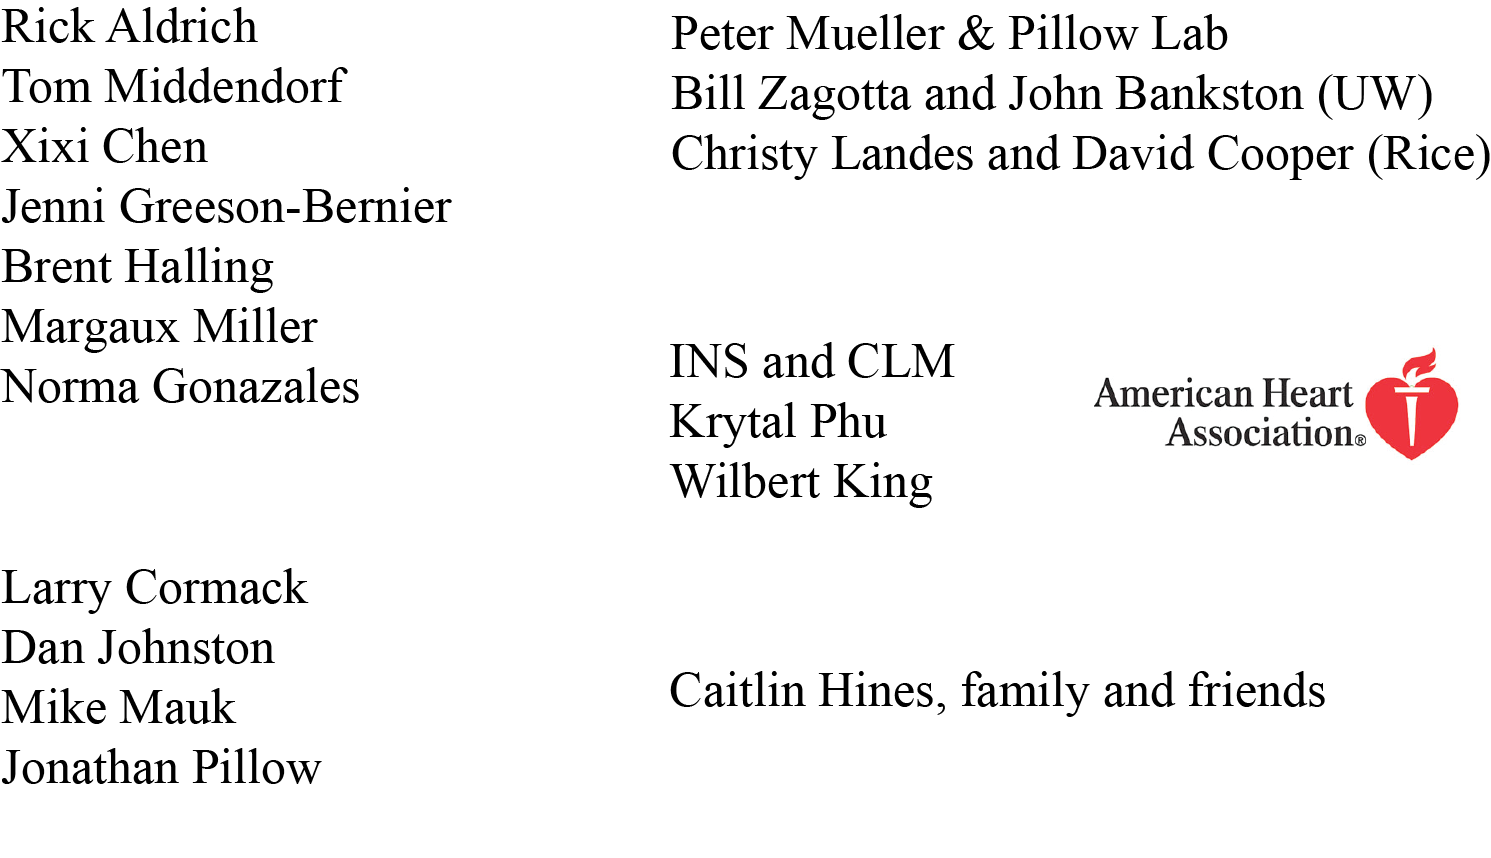 Rick Aldrich
Tom Middendorf
Xixi Chen
Jenni Greeson-Bernier
Brent Halling
Margaux Miller
Norma Gonazales
Larry Cormack
Dan Johnston
Mike Mauk
Jonathan Pillow
Peter Mueller & Pillow Lab
Bill Zagotta and John Bankston (UW)
Christy Landes and David Cooper (Rice)
INS and CLM
Krytal Phu
Wilbert King
American Heart
Association®
Caitlin Hines, family and friends